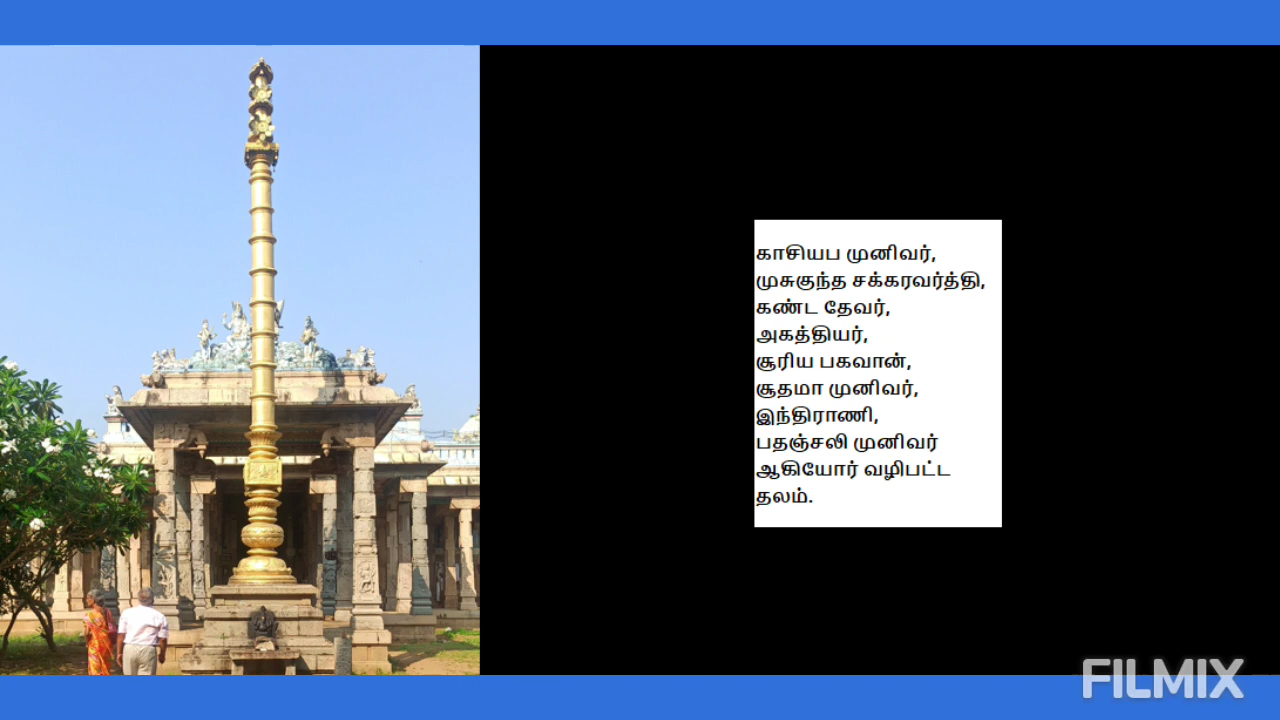 காசியப முனிவர்,
முசுகுந்த சக்கரவர்த்தி,
கண்ட தேவர்,
அகத்தியர்,
சூரிய பகவான்,
சூதமா முனிவர்,
இந்திராணி,
பதஞ்சலி முனிவர்
ஆகியோர் வழிபட்ட
தலம்.
FILMIX